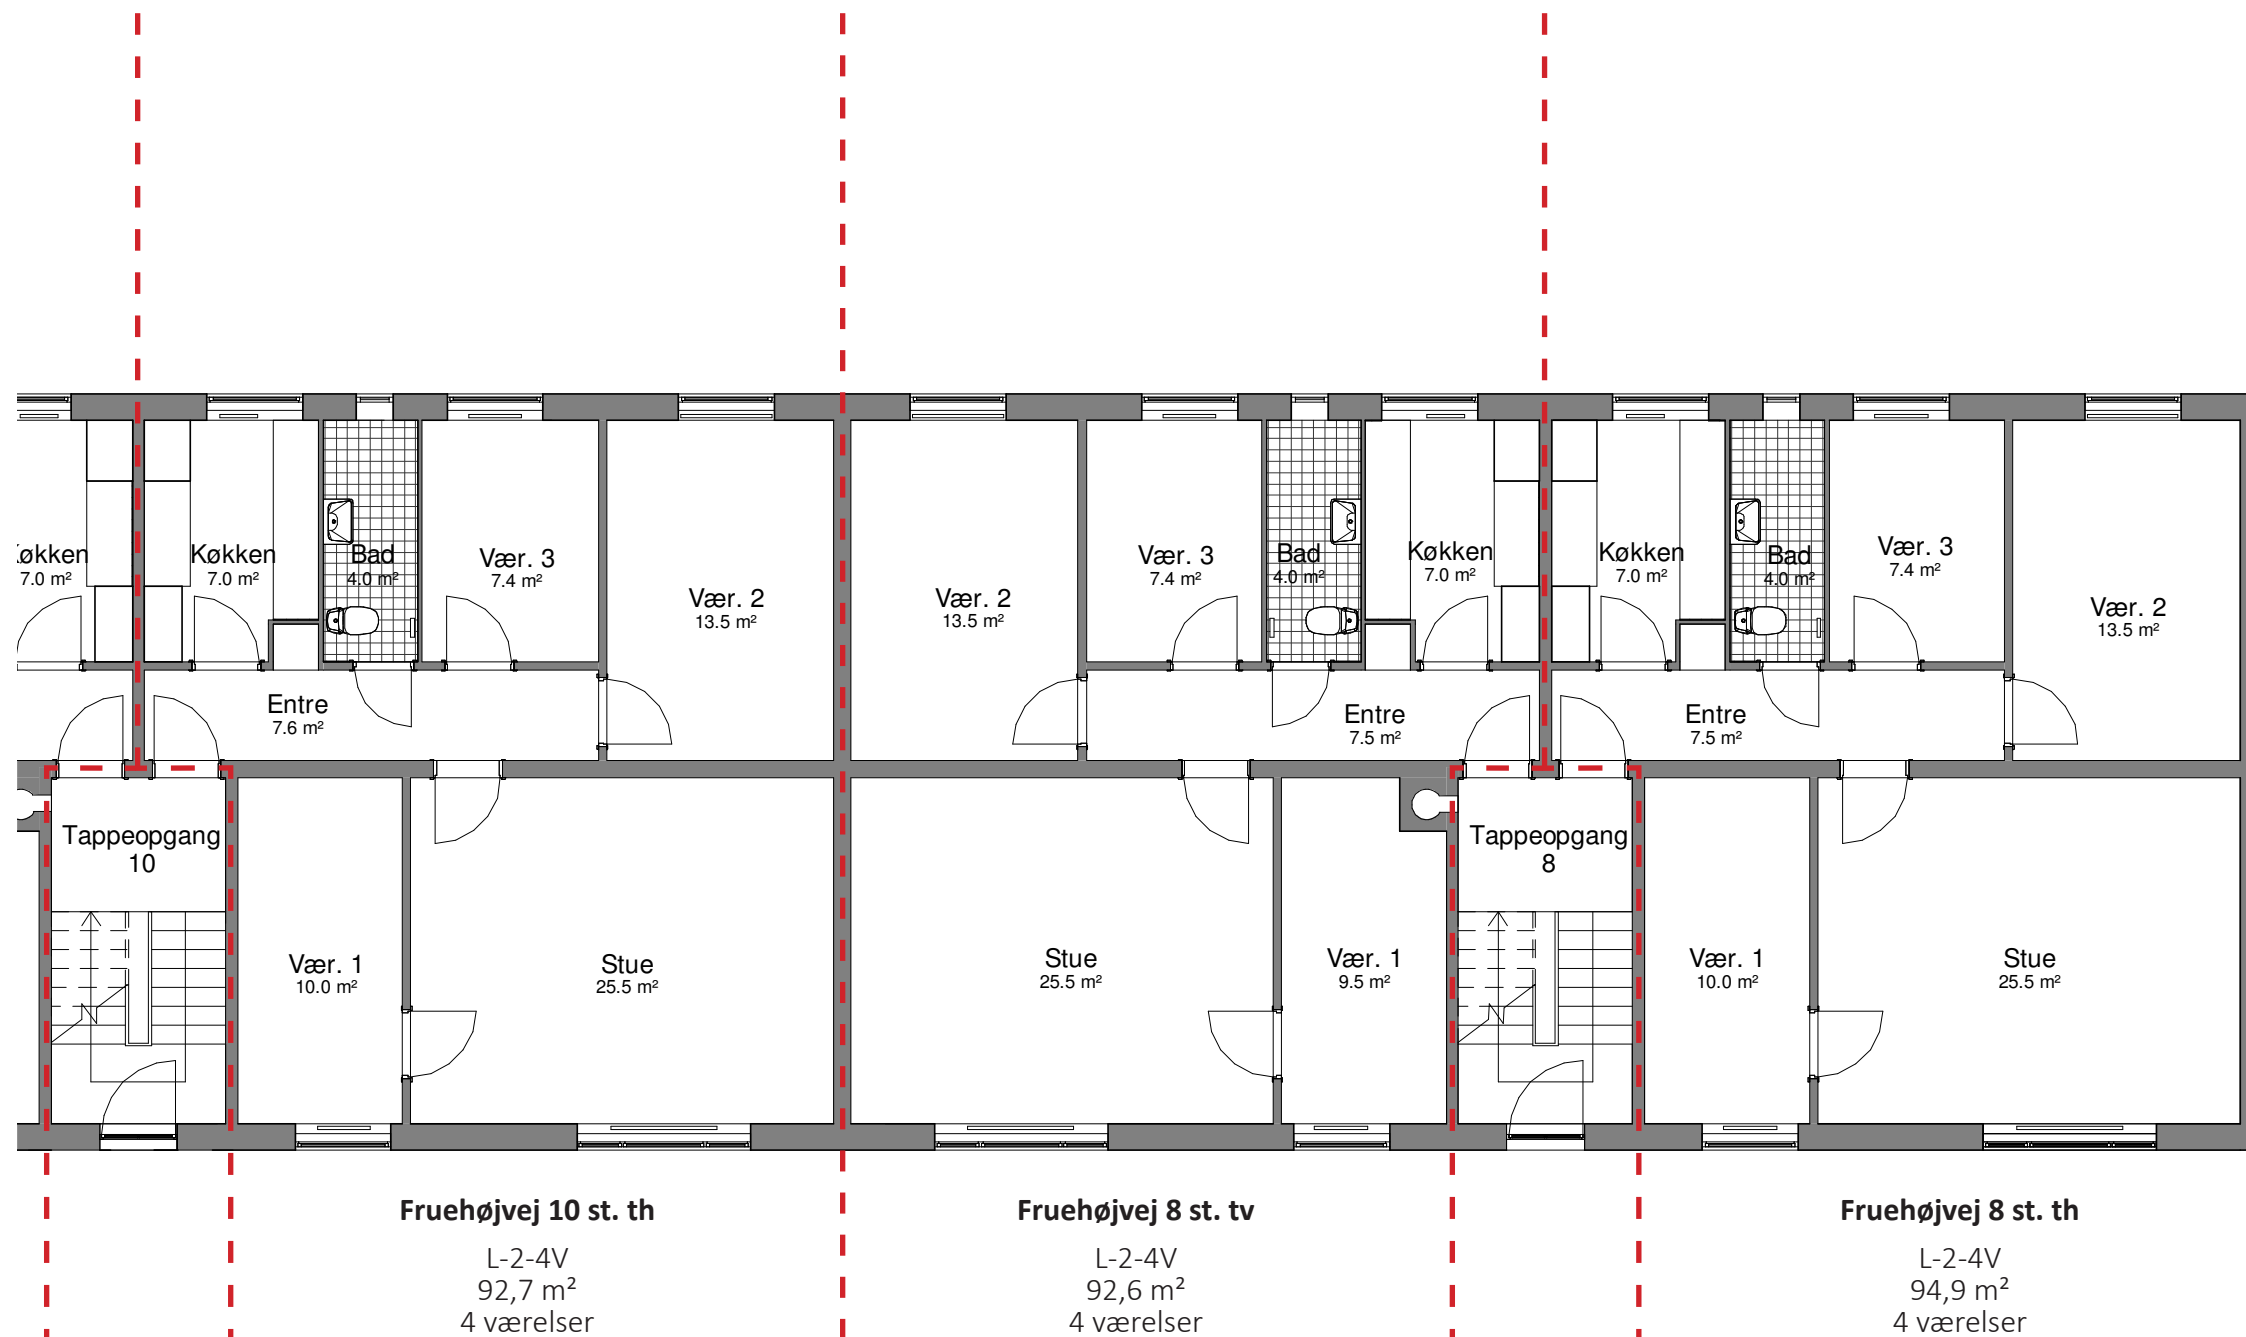 Køkken
7.0 m²
Køkken
7.0 m²
Bad
4.0 m²
Vær. 3
7.4 m²
Vær. 2
13.5 m²
Entre
7.6 m²
Tappeopgang
10
Vær. 1
10.0 m²
Stue
25.5 m²
Vær. 2
13.5 m²
Vær. 3
7.4 m²
Bad
4.0 m²
Køkken
7.0 m²
Entre
7.5 m²
Stue
25.5 m²
Vær. 1
9.5 m²
Tappeopgang
8
Køkken
7.0 m²
Bad
4.0 m²
Vær. 3
7.4 m²
Vær. 2
13.5 m²
Entre
7.5 m²
Vær. 1
10.0 m²
Stue
25.5 m²
Fruehøjvej 10 st. th
L-2-4V
92,7 m²
4 værelser
Fruehøjvej 8 st. tv
L-2-4V
92,6 m²
4 værelser
Fruehøjvej 8 st. th
L-2-4V
94,9 m²
4 værelser